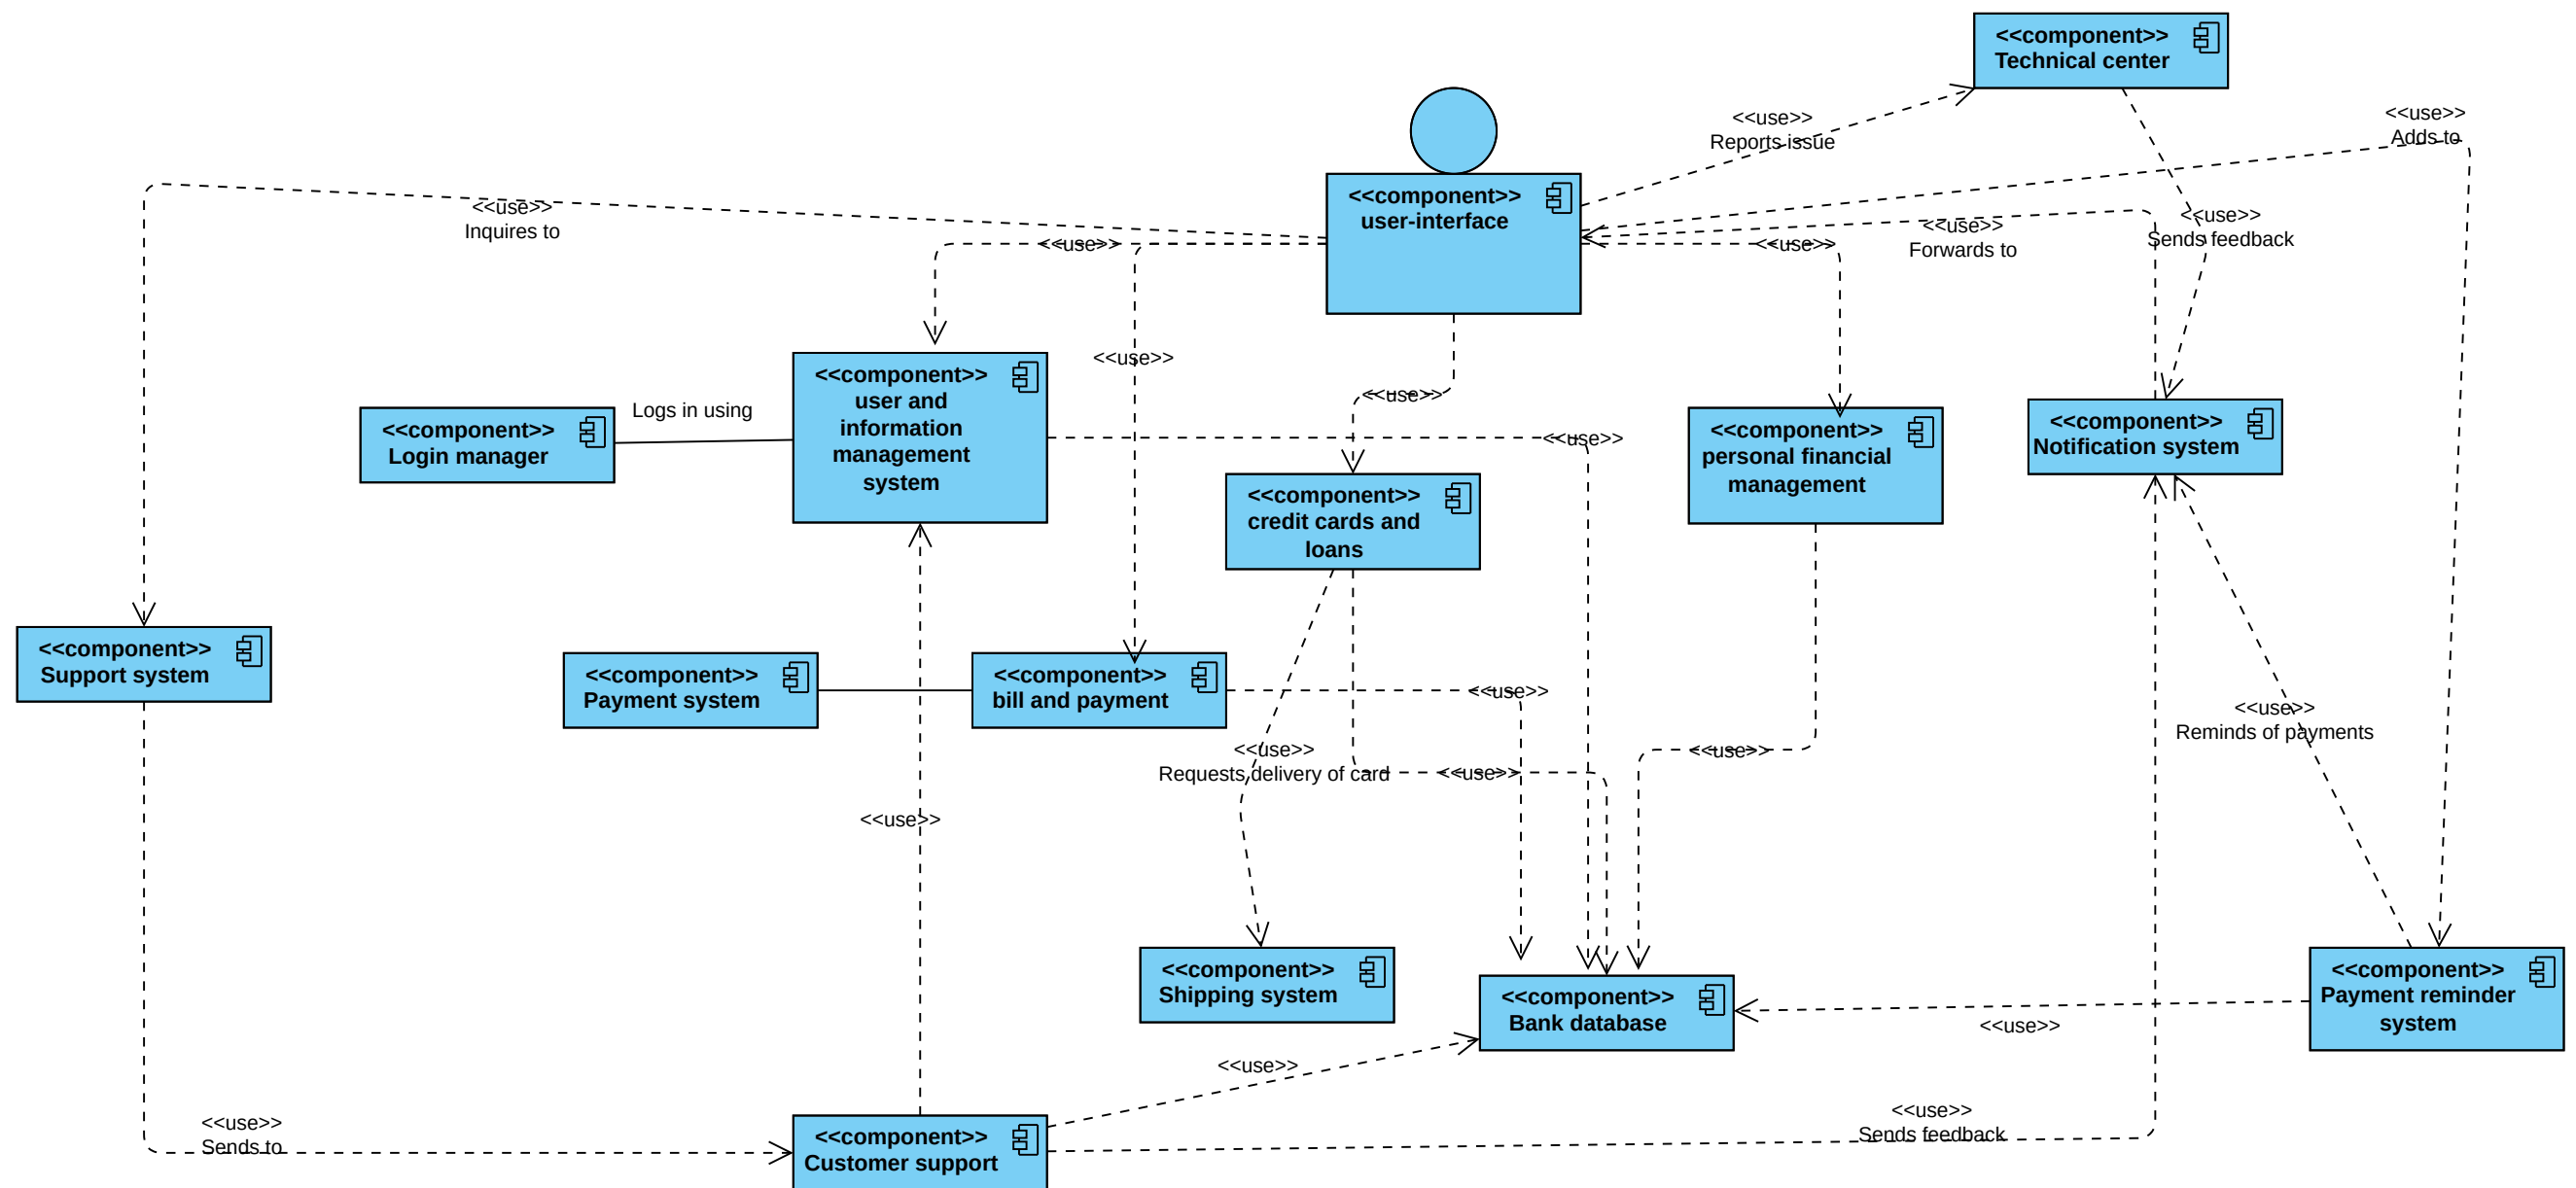 <<component>>
Technical center
<<use>>
Reports issue
<<use>>
Adds to
<<component>>
user-interface
<<use>>
Inquires to
<<use>>
<<use>>
<<use>>
Forwards to
<<use>>
Sends feedback
<<use>>
<<use>>
<<component>>
user and
information
management
system
Logs in using
<<component>>
Login manager
<<use>>
<<component>>
credit cards and
loans
<<component>>
personal financial
management
<<component>>
Notification system
<<component>>
Support system
<<component>>
Payment system
<<component>>
bill and payment
<<use>>
<<use>>
Reminds of payments
<<use>>
Requests delivery of card
<<use>>
<<use>>
<<use>>
<<component>>
Shipping system
<<component>>
Bank database
<<component>>
Payment reminder
system
<<use>>
<<use>>
<<use>>
Sends to
<<component>>
Customer support
<<use>>
Sends feedback